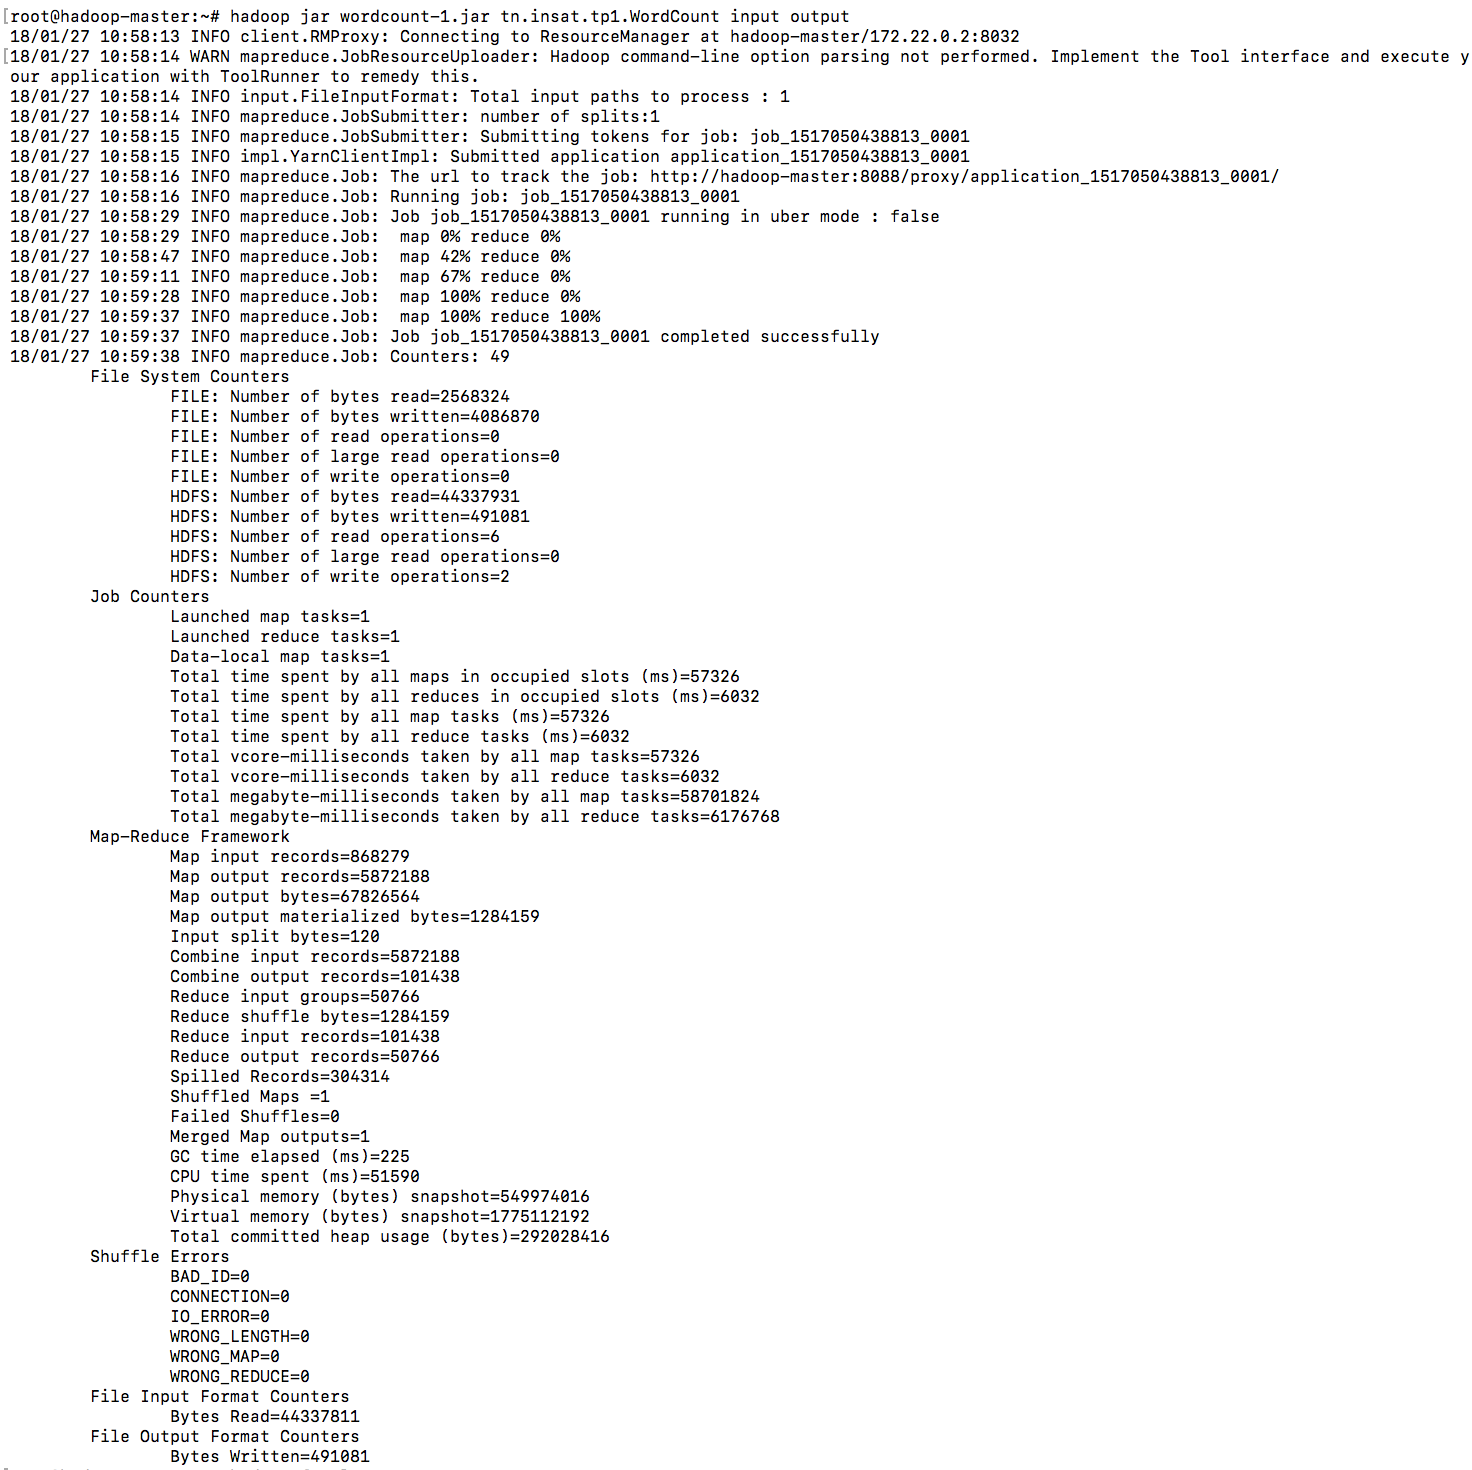 [root@hadoop-master:~# hadoop jar wordcount-1.jar tn.insat.tp1.WordCount input output
18/01/27 10:58:13 INFO client.RMProxy: Connecting to ResourceManager at hadoop-master/172.22.0.2:8032
[18/01/27 10:58:14 WARN mapreduce.JobResourceUploader: Hadoop command-line option parsing not performed. Implement the Tool interface and execute y
our application with ToolRunner to remedy this.
18/01/27 10:58:14 INFO input.FileInputFormat: Total input paths to process : 1
18/01/27 10:58:14 INFO mapreduce.JobSubmitter: number of splits:1
18/01/27 10:58:15 INFO mapreduce.JobSubmitter: Submitting tokens for job: job_1517050438813_0001
18/01/27 10:58:15 INFO impl.YarnClientImpl: Submitted application application_1517050438813_0001
18/01/27 10:58:16 INFO mapreduce.Job: The url to track the job: http://hadoop-master:8088/proxy/application_1517050438813_0001/
18/01/27 10:58:16 INFO mapreduce.Job: Running job: job_1517050438813_0001
18/01/27 10:58:29 INFO mapreduce.Job: Job job_1517050438813_0001 running in uber mode : false
18/01/27 10:58:29 INFO mapreduce.Job:  map 0% reduce 0%
18/01/27 10:58:47 INFO mapreduce.Job:  map 42% reduce 0%
18/01/27 10:59:11 INFO mapreduce.Job:  map 67% reduce 0%
18/01/27 10:59:28 INFO mapreduce.Job:  map 100% reduce 0%
18/01/27 10:59:37 INFO mapreduce.Job:  map 100% reduce 100%
18/01/27 10:59:37 INFO mapreduce.Job: Job job_1517050438813_0001 completed successfully
18/01/27 10:59:38 INFO mapreduce.Job: Counters: 49
File System Counters
FILE: Number of bytes read=2568324
FILE: Number of bytes written=4086870
FILE: Number of read operations=0
FILE: Number of large read operations=0
FILE: Number of write operations=0
HDFS: Number of bytes read=44337931
HDFS: Number of bytes written=491081
HDFS: Number of read operations=6
HDFS: Number of large read operations=0
HDFS: Number of write operations=2
Job Counters
Launched map tasks=1
Launched reduce tasks=1
Data-local map tasks=1
Total time spent by all maps in occupied slots (ms)=57326
Total time spent by all reduces in occupied slots (ms)=6032
Total time spent by all map tasks (ms)=57326
Total time spent by all reduce tasks (ms)=6032
Total vcore-milliseconds taken by all map tasks=57326
Total vcore-milliseconds taken by all reduce tasks=6032
Total megabyte-milliseconds taken by all map tasks=58701824
Total megabyte-milliseconds taken by all reduce tasks=6176768
Map-Reduce Framework
Map input records=868279
Map output records=5872188
Map output bytes=67826564
Map output materialized bytes=1284159
Input split bytes=120
Combine input records=5872188
Combine output records=101438
Reduce input groups=50766
Reduce shuffle bytes=1284159
Reduce input records=101438
Reduce output records=50766
Spilled Records=304314
Shuffled Maps =1
Failed Shuffles=0
Merged Map outputs=1
GC time elapsed (ms)=225
CPU time spent (ms)=51590
Physical memory (bytes) snapshot=549974016
Virtual memory (bytes) snapshot=1775112192
Total committed heap usage (bytes)=292028416
Shuffle Errors
BAD_ID=0
CONNECTION=0
IO_ERROR=0
WRONG_LENGTH=0
WRONG_MAP=0
WRONG_REDUCE=0
File Input Format Counters
Bytes Read=44337811
File Output Format Counters
Bytes Written=491081